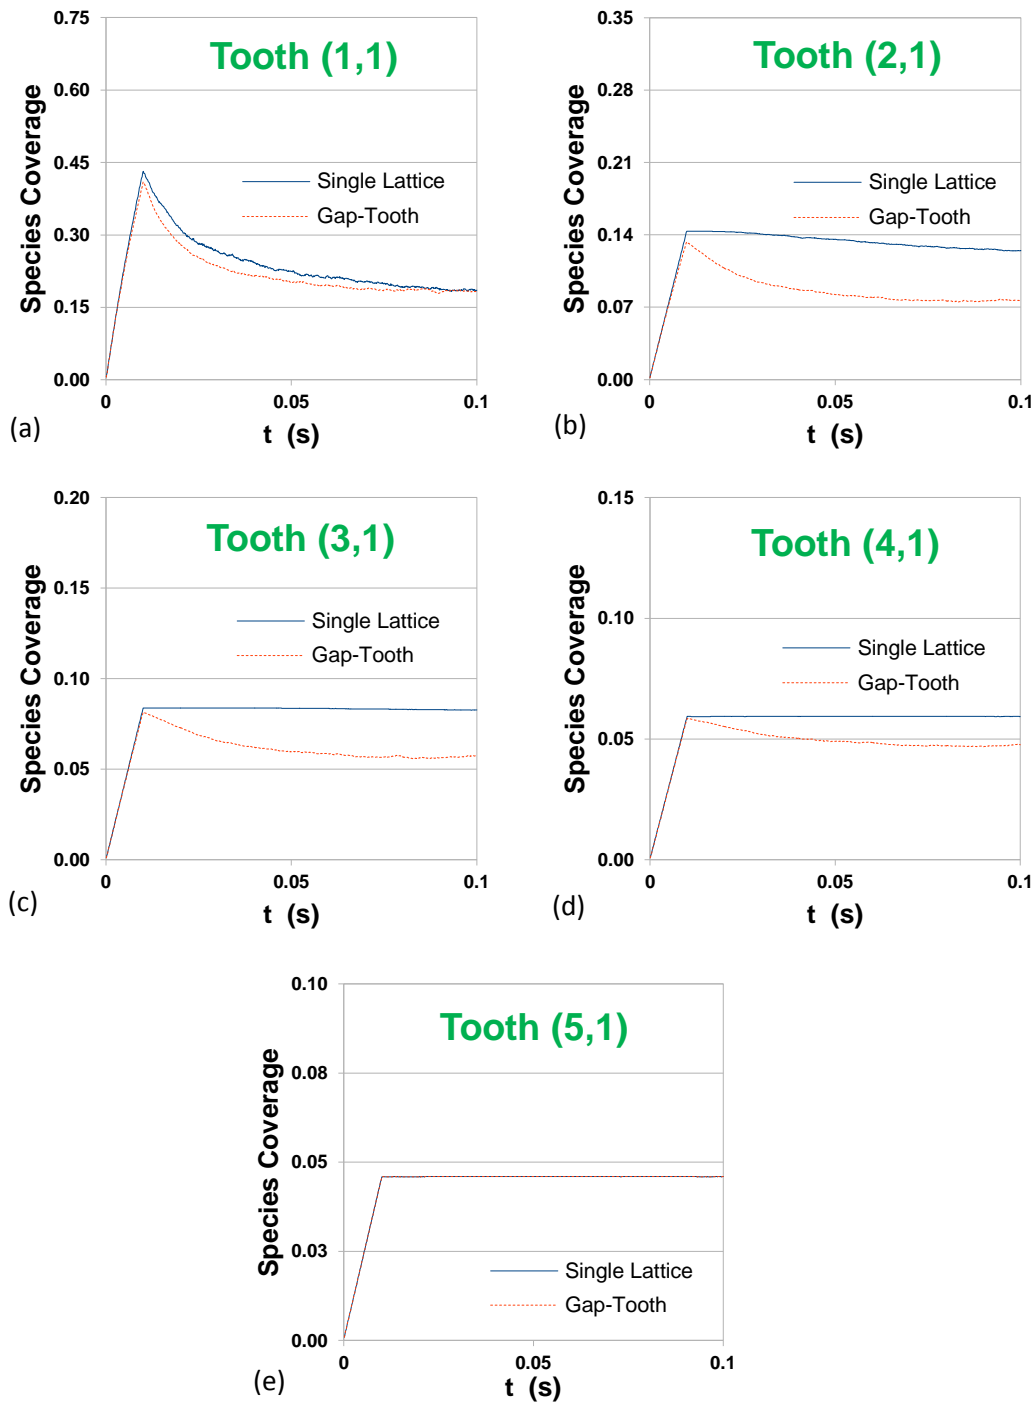 Tooth (1,1)
Species Coverage
0.75
0.60
0.45
0.30
0.15
0.00
Single Lattice
Gap-Tooth
0
0.05
0.1
t (s)
(a)
Tooth (2,1)
Species Coverage
0.35
0.28
0.21
0.14
0.07
0.00
Single Lattice
Gap-Tooth
0
0.05
0.1
t (s)
(b)
Tooth (3,1)
Species Coverage
0.20
0.15
0.10
0.05
0.00
Single Lattice
Gap-Tooth
0
0.05
0.1
t (s)
(c)
Tooth (4,1)
Species Coverage
0.15
0.10
0.05
0.00
Single Lattice
Gap-Tooth
0
0.05
0.1
t (s)
(d)
Tooth (5,1)
Species Coverage
0.10
0.08
0.05
0.03
0.00
Single Lattice
Gap-Tooth
0
0.05
0.1
t (s)
(e)